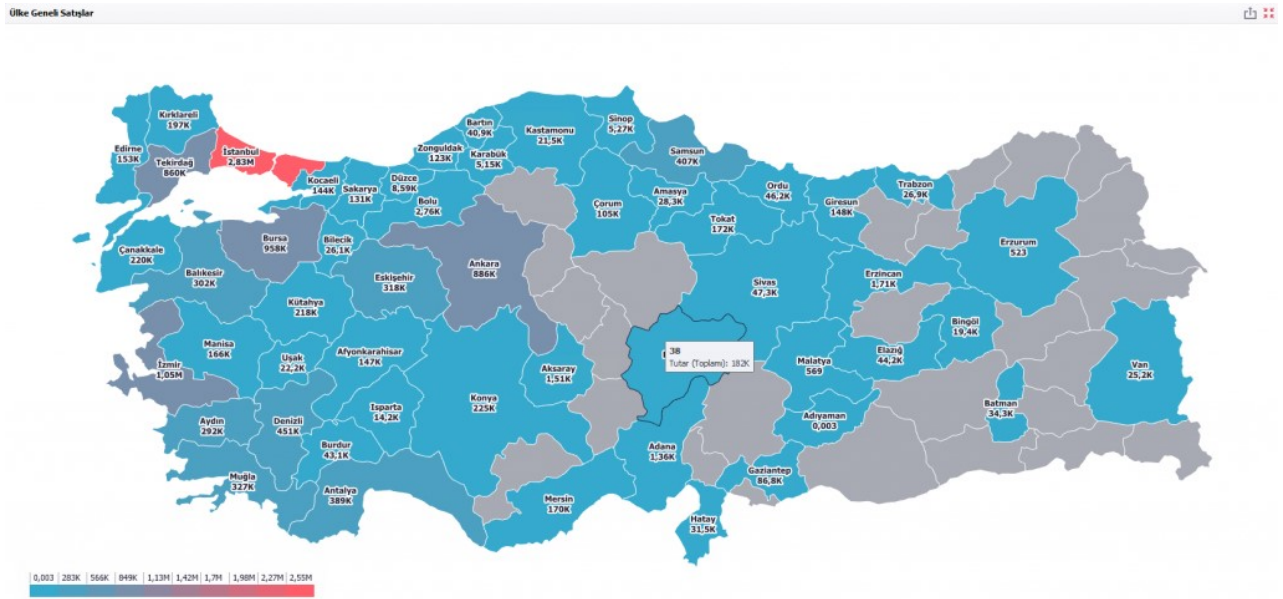 Ülke Geneli Satışlar
Kırklareli
197K
Edirne
153K
Tekirdağ
860K
İstanbul
2,83M
Kocaeli
144K
Sakarya
131K
Düzce
8,59K
Zonguldak
123K
Bartın
40,9K
Karabük
5,15K
Kastamonu
21,5K
Sinop
5,27K
Samsun
407K
Bolu
2,76K
Çorum
105K
Amasya
28,3K
Tokat
172K
Ordu
46,2K
Giresun
148K
Trabzon
26,9K
Erzurum
523
Çanakkale
220K
Balıkesir
302K
Bursa
958K
Bilecik
26,1K
Eskişehir
318K
Ankara
886K
Kütahya
218K
Sivas
47,3K
Erzincan
1,71K
Bingöl
19,4K
Elazığ
44,2K
Malatya
569
Van
25,2K
Batman
34,3K
Adıyaman
0,003
Manisa
166K
İzmir
1,05M
Uşak
22,2K
Afyonkarahisar
147K
Aksaray
1,51K
Konya
225K
Isparta
14,2K
Aydın
292K
Denizli
451K
Burdur
43,1K
Muğla
327K
Antalya
389K
Mersin
170K
Adana
1,36K
Gaziantep
86,8K
Hatay
31,5K
38
Tutar (Toplamı): 182K
0,003 283K 566K 849K 1,13M 1,42M 1,7M 1,98M 2,27M 2,55M